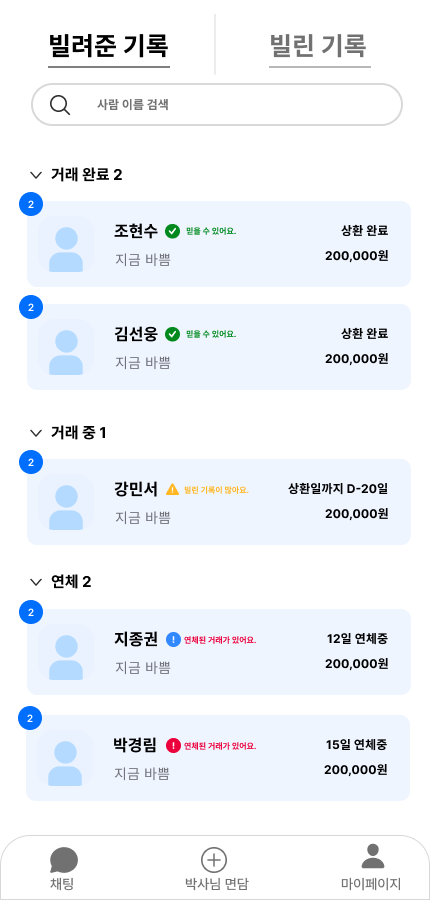 빌려준 기록
빌린 기록
사람 이름 검색
거래 완료 2
2
조현수 믿을 수 있어요. 상환 완료
지금 바쁨 200,000원
2
김선웅 믿을 수 있어요. 상환 완료
지금 바쁨 200,000원
거래 중 1
2
강민서 빌린 기록이 많아요. 상환일까지 D-20일
지금 바쁨 200,000원
연체 2
2
지종권 연체된 거래가 있어요. 12일 연체중
지금 바쁨 200,000원
2
박경림 연체된 거래가 있어요. 15일 연체중
지금 바쁨 200,000원
채팅 박사님 면담 마이페이지